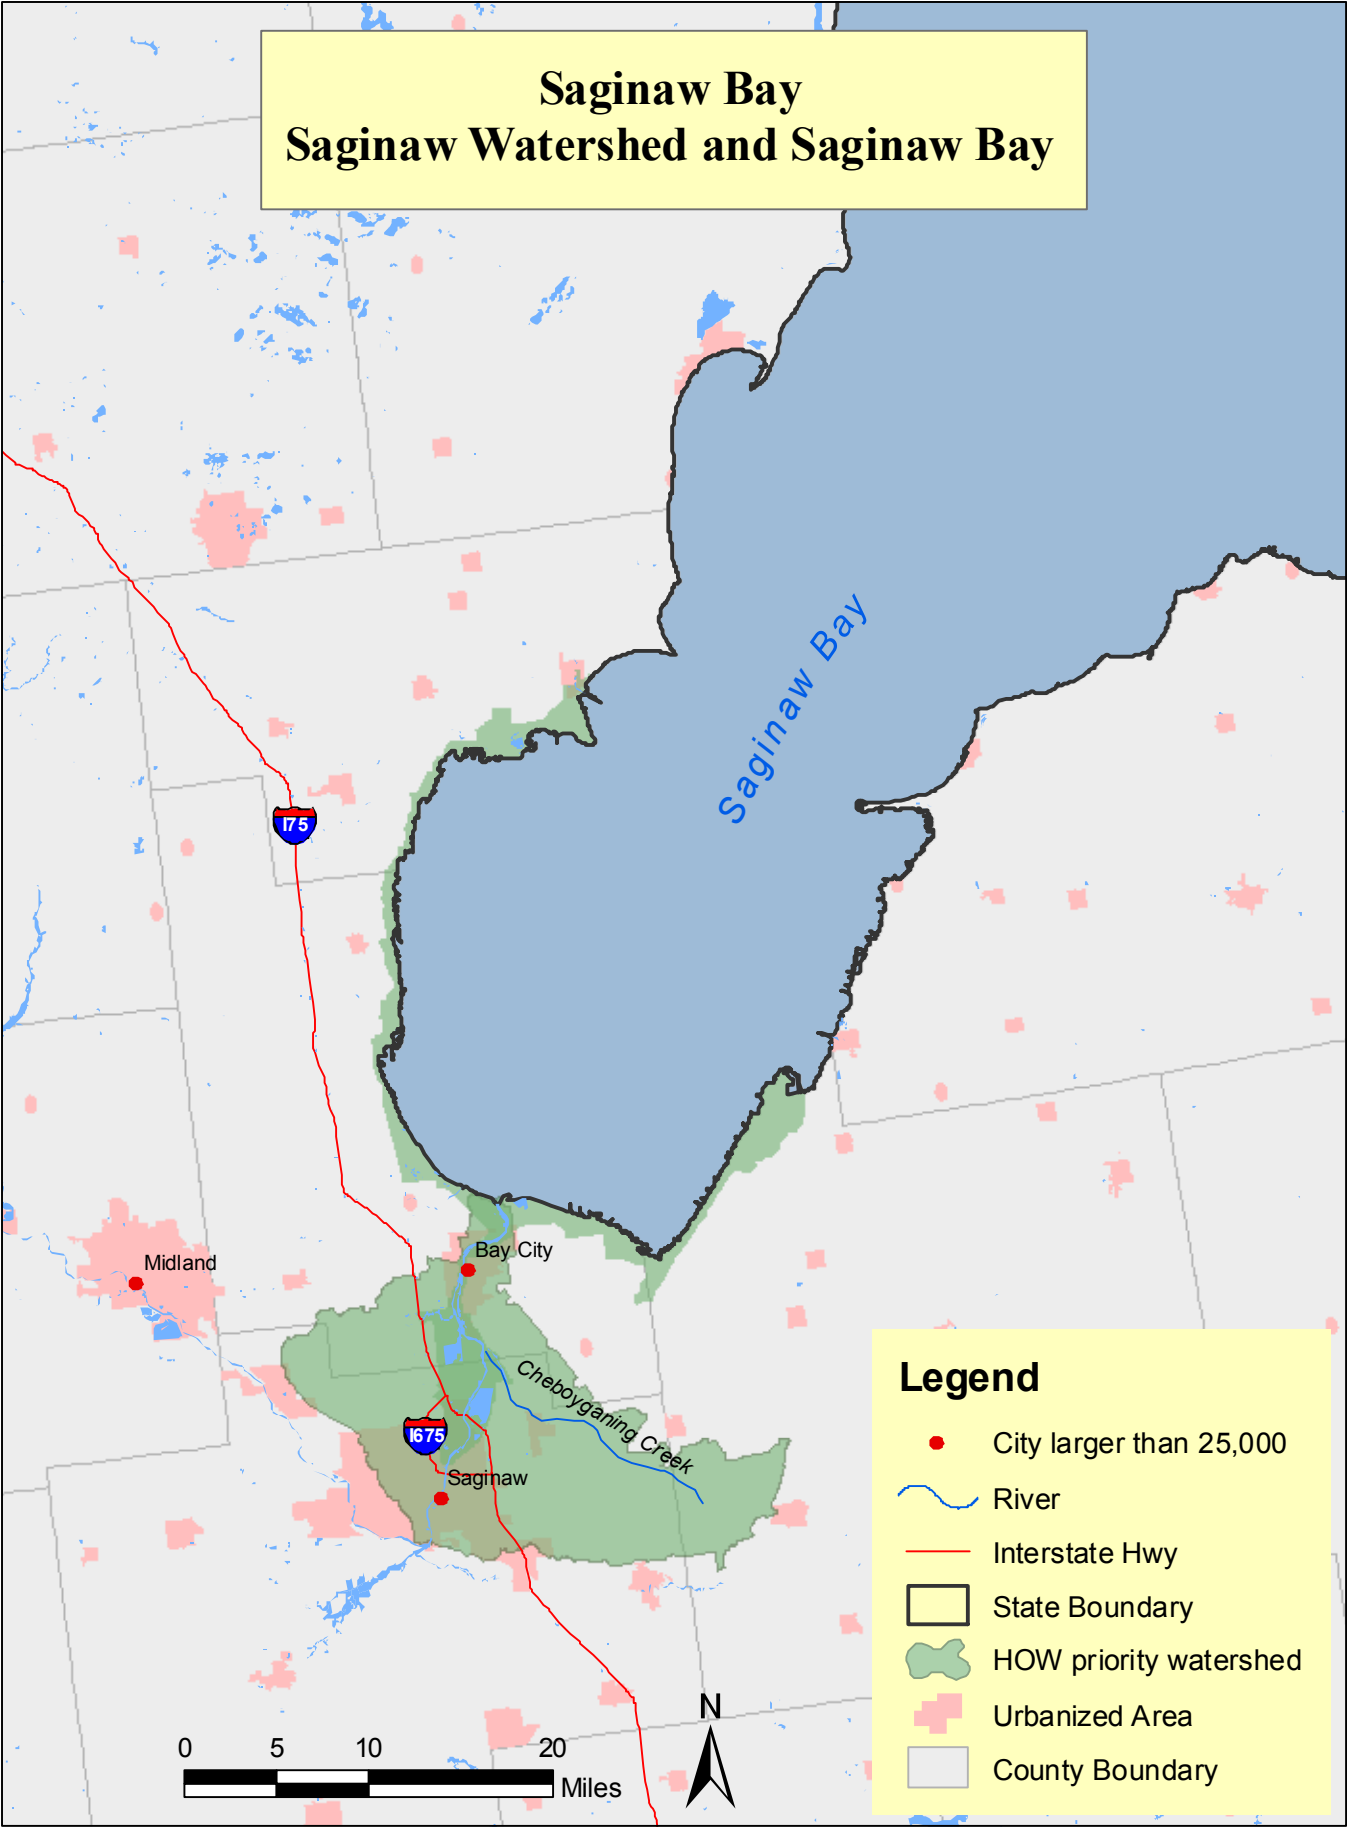 Saginaw Bay
Saginaw Watershed and Saginaw Bay
Saginaw Bay
I75
Midland
Bay City
Cheboyganing Creek
I675
Saginaw
Legend
City larger than 25,000
River
Interstate Hwy
State Boundary
HOW priority watershed
Urbanized Area
County Boundary
N
0 5 10 20
Miles